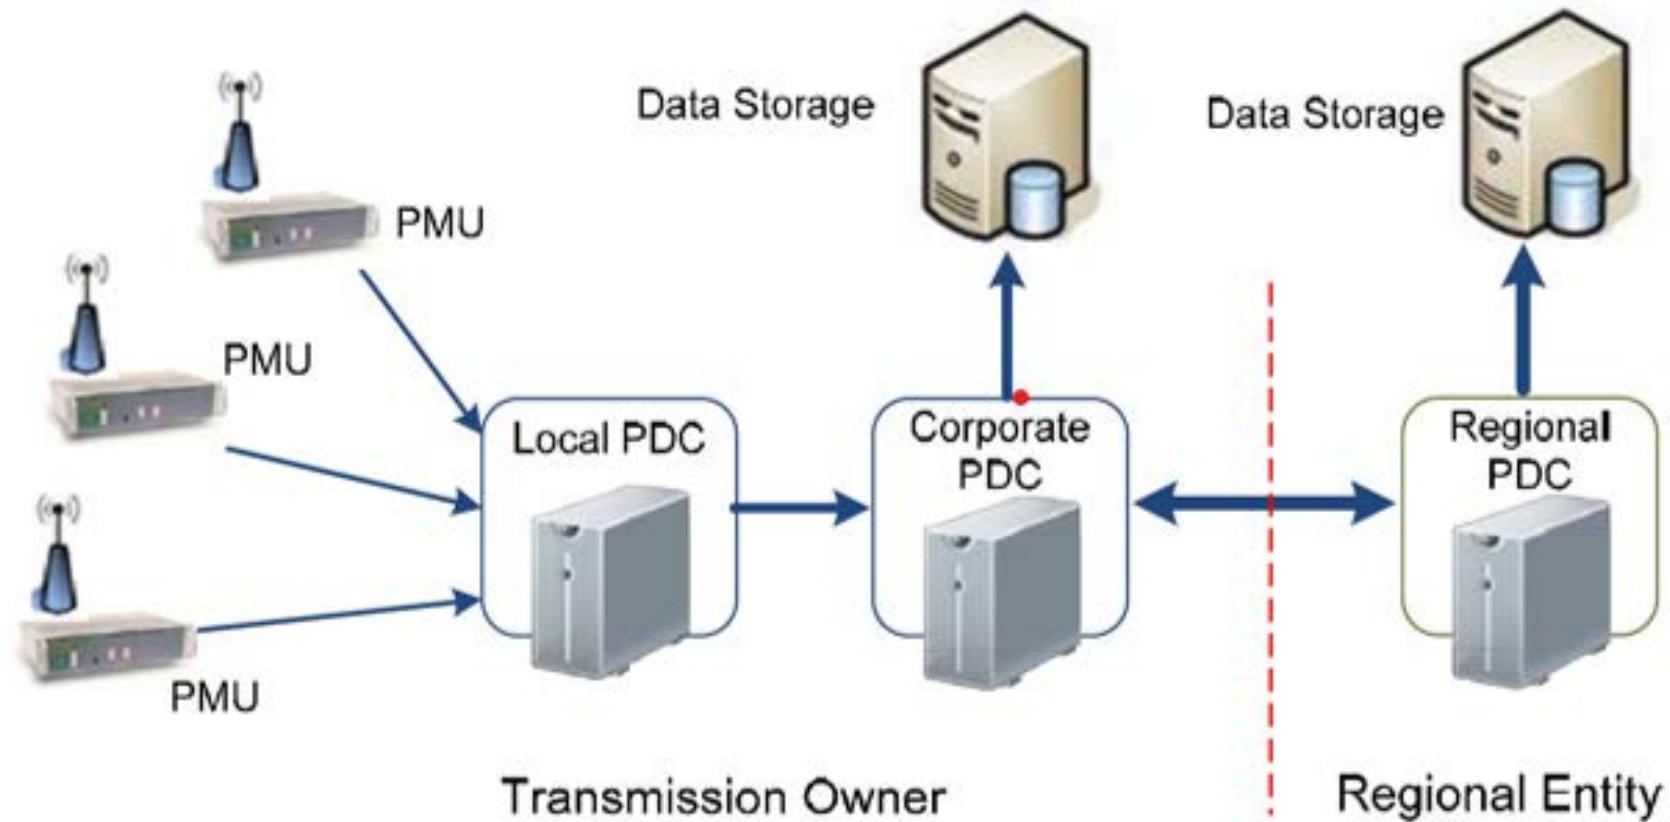 Data Storage
Data Storage
PMU
PMU
PMU
Local PDC
Corporate
PDC
Regional
PDC
Transmission Owner
Regional Entity